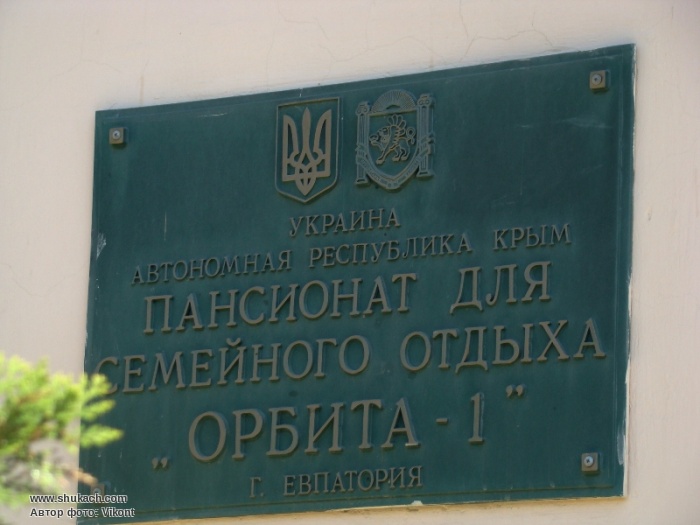 УКРАИНА
АВТОНОМНАЯ РЕСПУБЛИКА КРЫМ
ПАНСИОНАТ ДЛЯ
СЕМЕЙНОГО ОТДЫХА
„ ОРБИТА - 1 ”
Г. ЕВПАТОРИЯ
www.shukach.com
Автор фото: Vikont